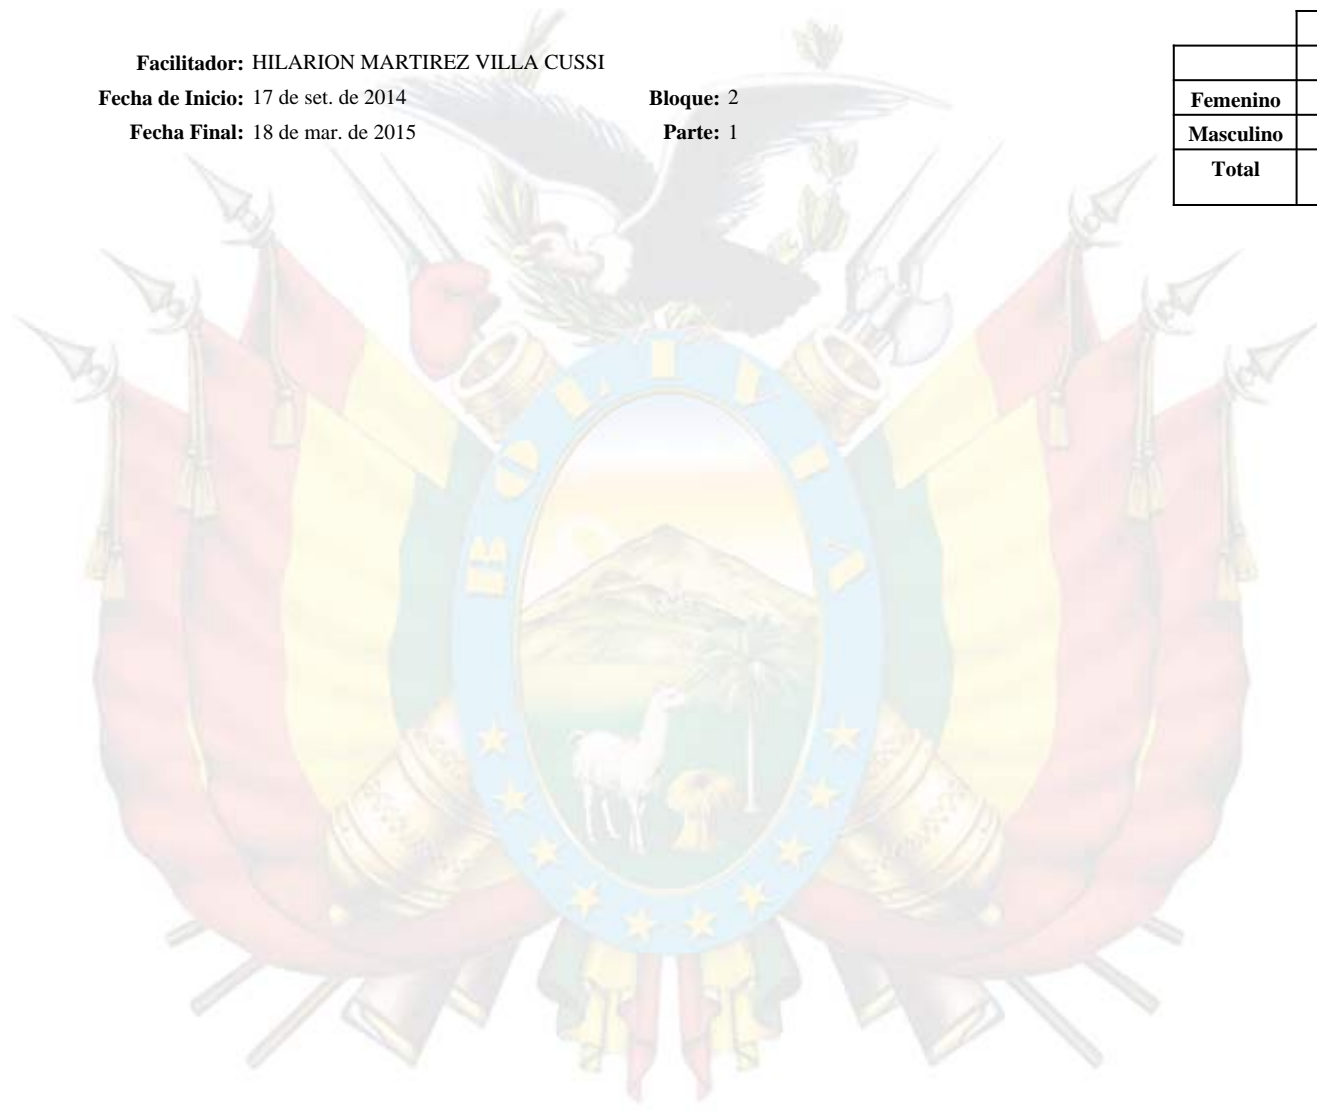 Facilitador: HILARION MARTIREZ VILLA CUSSI
Fecha de Inicio: 17 de set. de 2014 Bloque: 2
Fecha Final: 18 de mar. de 2015 Parte: 1
Femenino
Masculino
Total
BOLIVIA